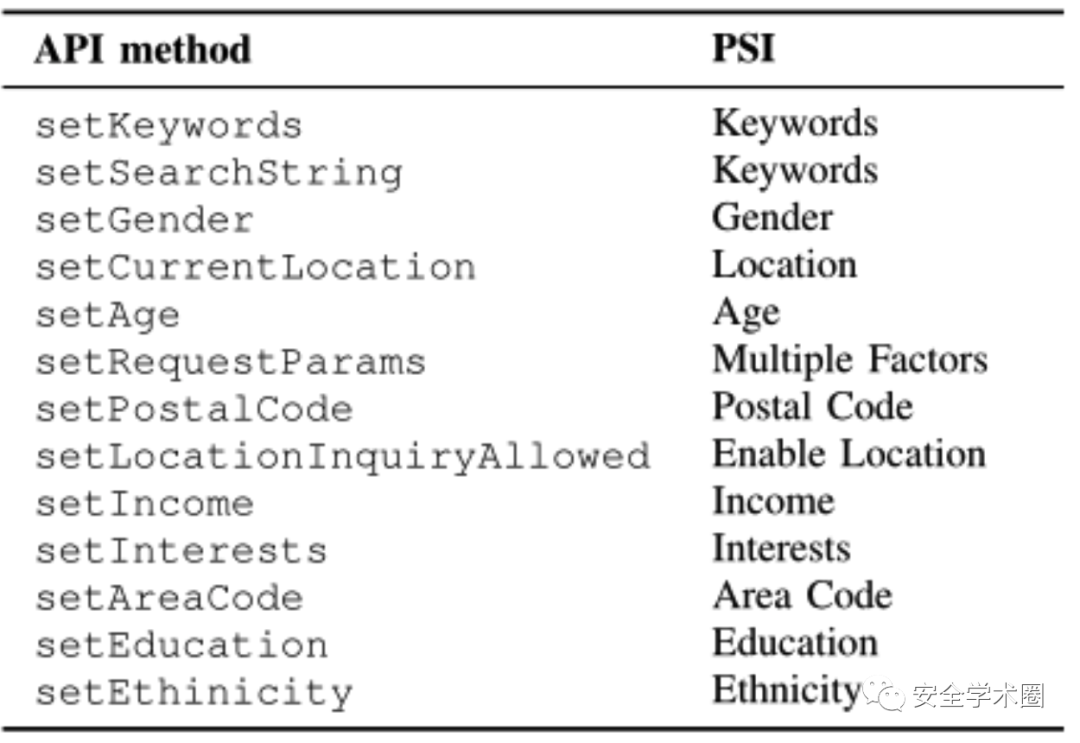 API method PSI
setKeywords Keywords
setSearchString Keywords
setGender Gender
setCurrentLocation Location
setAge Age
setRequestParams Multiple Factors
setPostalCode Postal Code
setLocationInquiryAllowed Enable Location
setIncome Income
setInterests Interests
setAreaCode Area Code
setEducation Education
setEthinicity Ethnicity
安全学术圈